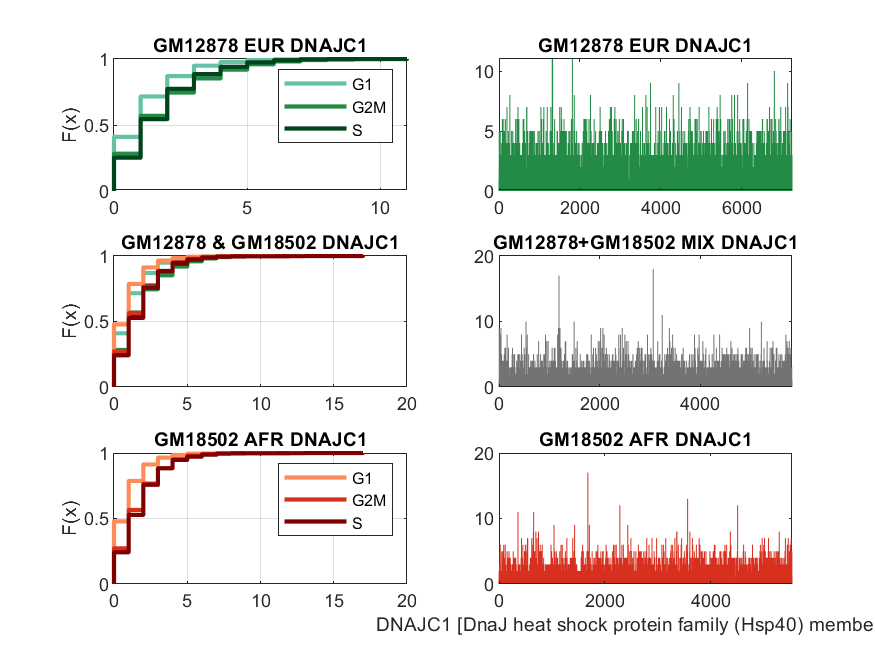 GM12878 EUR DNAJC1
F(x)
1
0.5
0
0 5 10
G1
G2M
S
GM12878 EUR DNAJC1
10
5
0
0 2000 4000 6000
GM12878 & GM18502 DNAJC1
F(x)
1
0.5
0
0 5 10 15 20
GM12878+GM18502 MIX DNAJC1
20
10
0
0 2000 4000
GM18502 AFR DNAJC1
F(x)
1
0.5
0
0 5 10 15 20
G1
G2M
S
GM18502 AFR DNAJC1
20
10
0
0 2000 4000
DNAJC1 [DnaJ heat shock protein family (Hsp40) membe